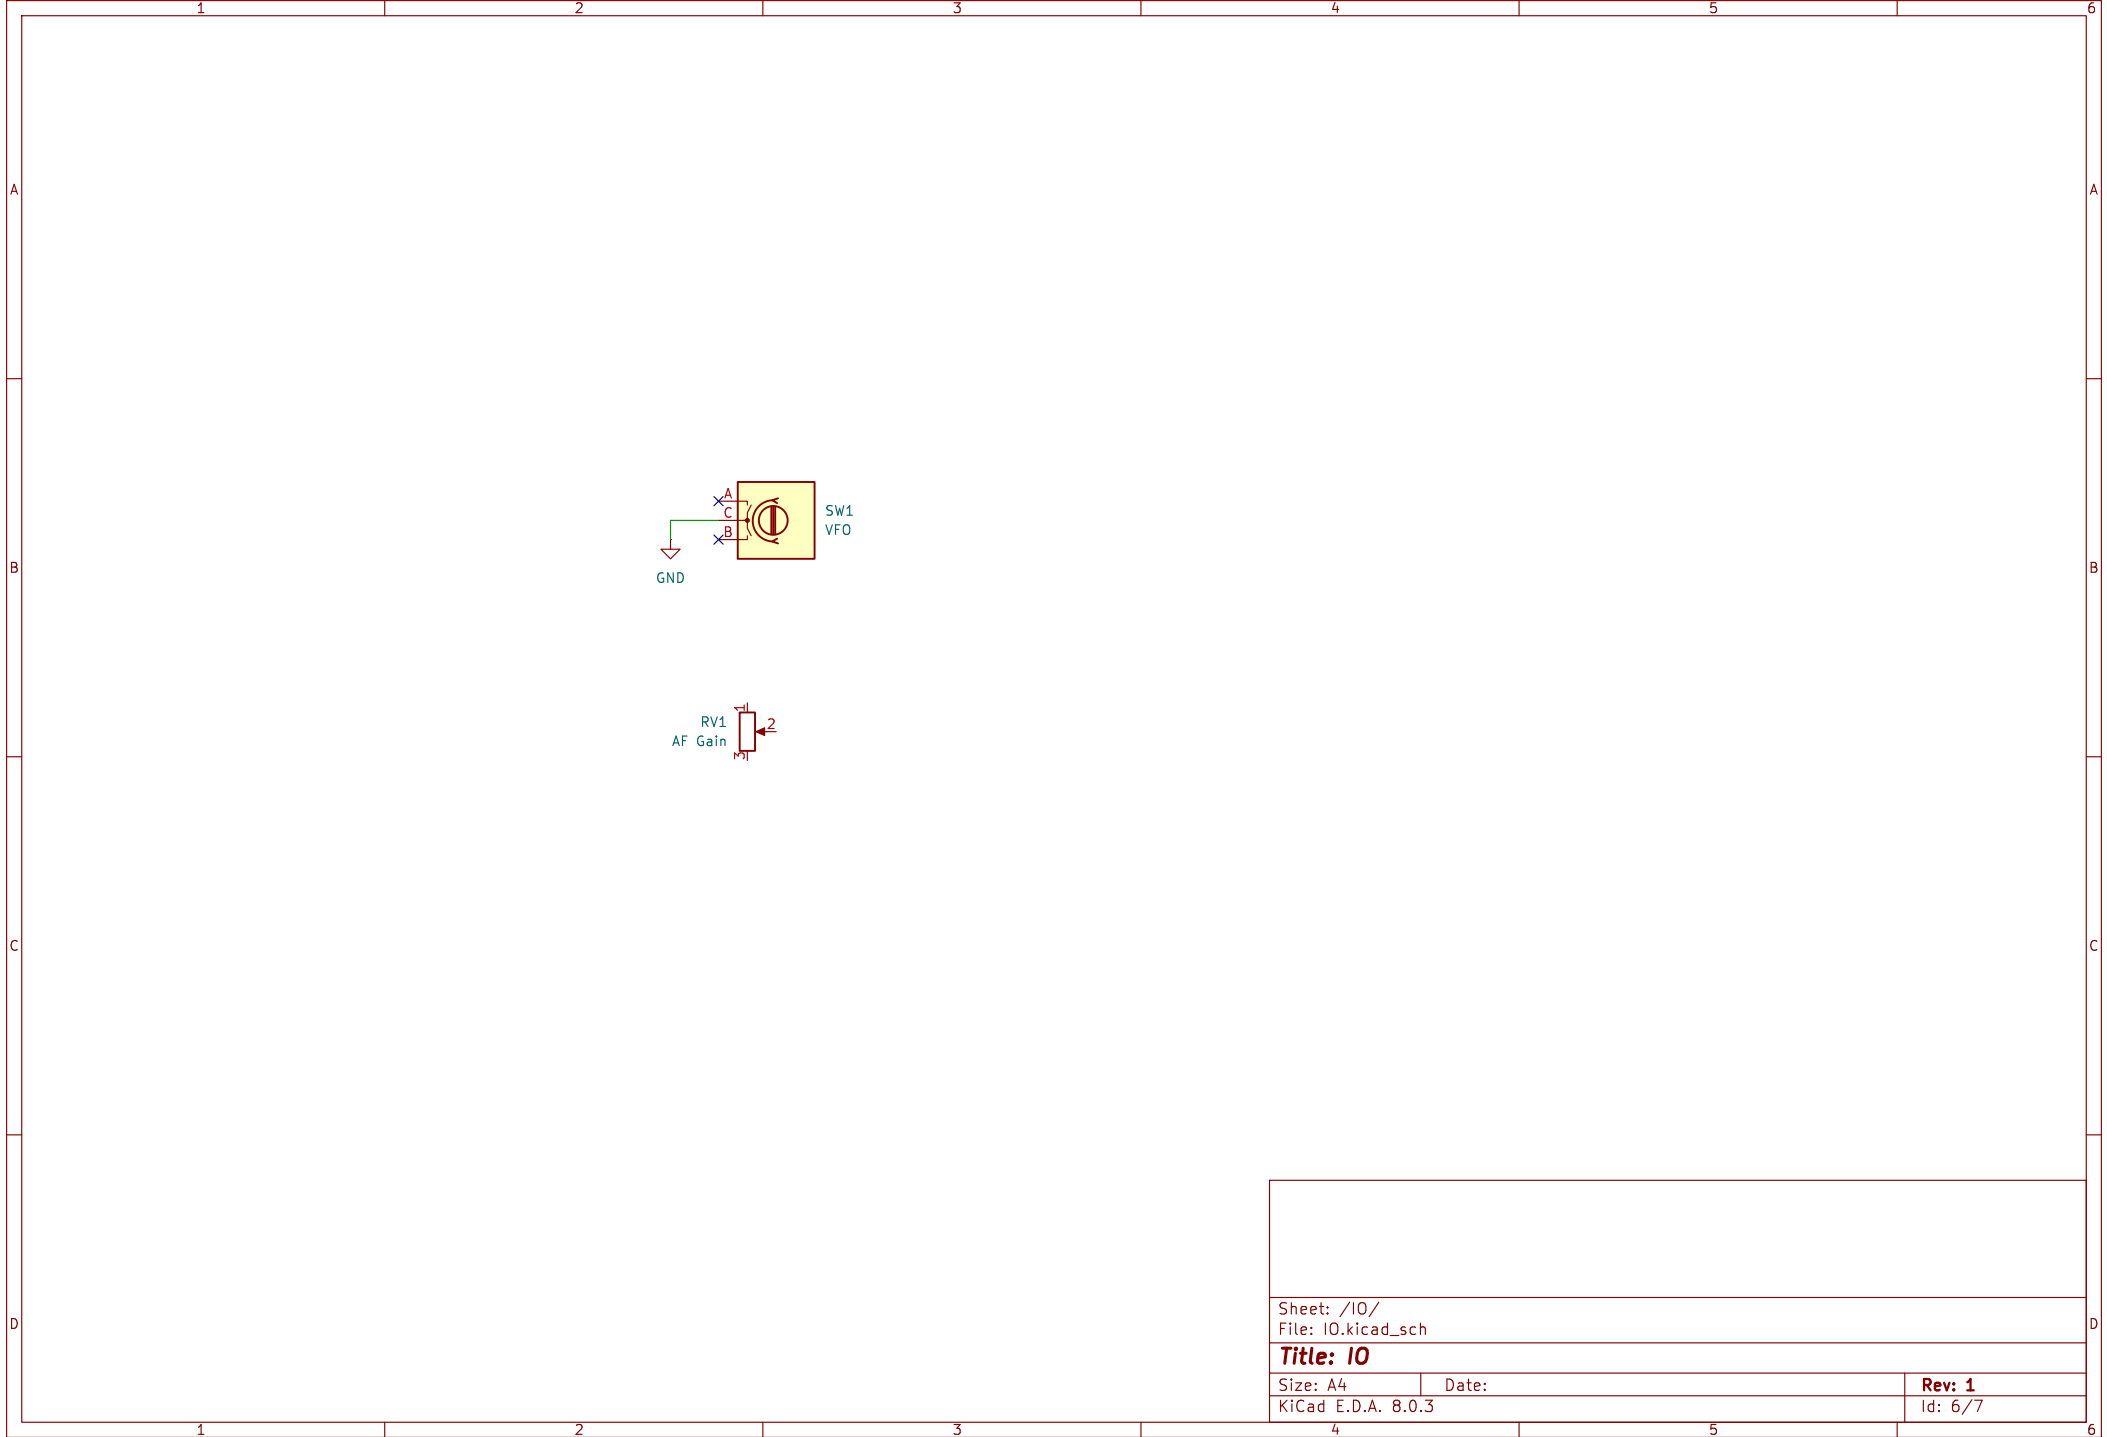 1 2 3 4 5 6
A A
A
C
B
SW1
VFO
GND
B B
1
RV1
AF Gain
2
3
C C
Sheet: /IO/
File: IO.kicad_sch
D D
Title: IO
Size: A4 Date: Rev: 1
KiCad E.D.A. 8.0.3 Id: 6/7
1 2 3 4 5 6